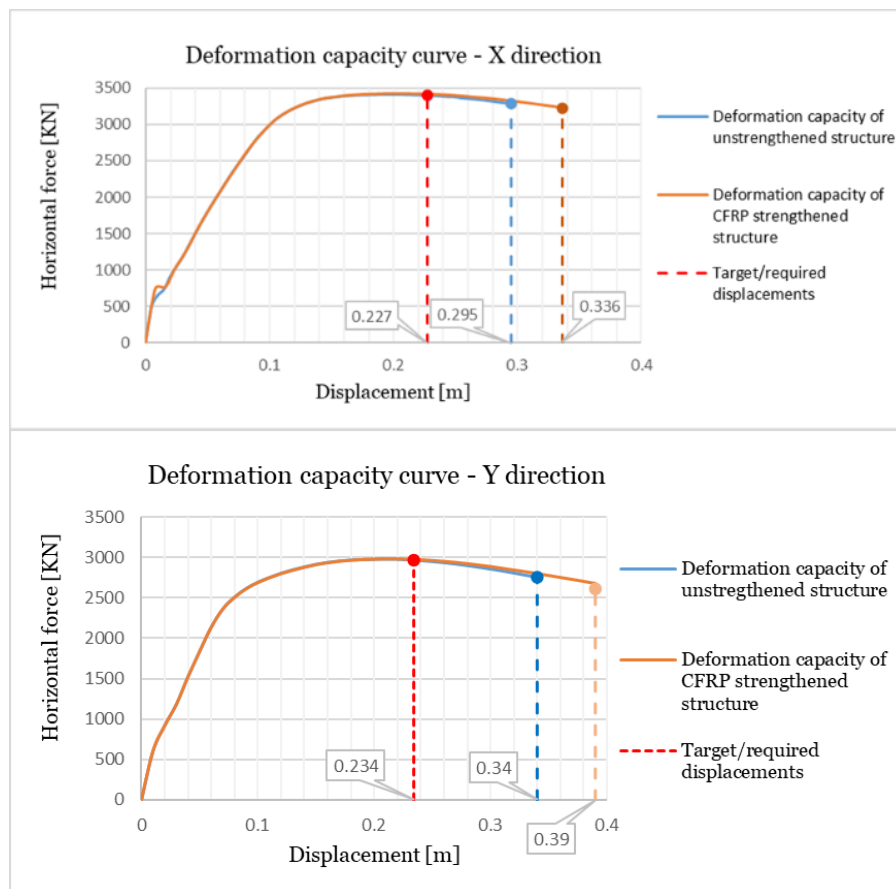 Deformation capacity curve - X direction
Horizontal force [KN]
3500
3000
2500
2000
1500
1000
500
0
0.227
0.295
0.336
0
0.1
0.2
0.3
0.4
Displacement [m]
Deformation capacity of
unstrengthened structure
Deformation capacity of
CFRP strengthened
structure
Target/required
displacements
Deformation capacity curve - Y direction
Horizontal force [KN]
3500
3000
2500
2000
1500
1000
500
0
0.234
0.34
0.39
0
0.1
0.2
0.3
0.4
Displacement [m]
Deformation capacity of
unstregthened structure
Deformation capacity of
CFRP strengthened
structure
Target/required
displacements